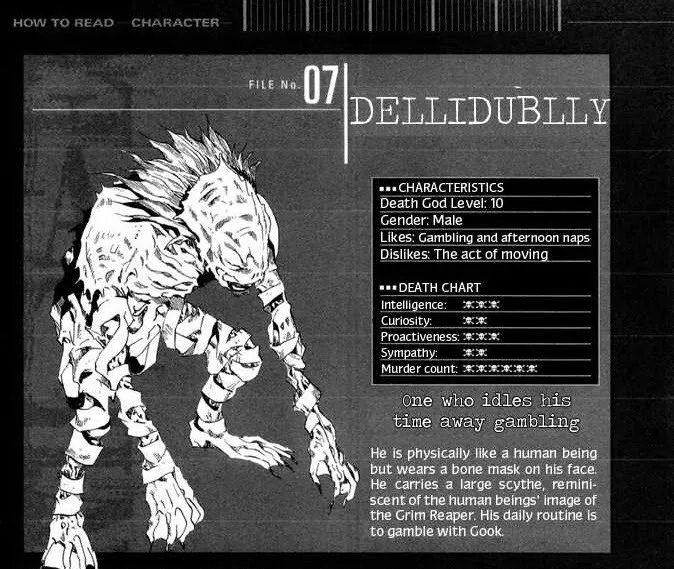 HOW TO READ CHARACTER
FILE No. 07
DELLIDUBLLY
CHARACTERISTICS
Death God Level: 10
Gender: Male
Likes: Gambling and afternoon naps
Dislikes: The act of moving
DEATH CHART
Intelligence:
Curiosity:
Proactiveness:
Sympathy:
Murder count:
One who idles his
time away gambling
He is physically like a human being
but wears a bone mask on his face.
He carries a large scythe, remini-
scent of the human beings' image of
the Grim Reaper. His daily routine is
to gamble with Gook.